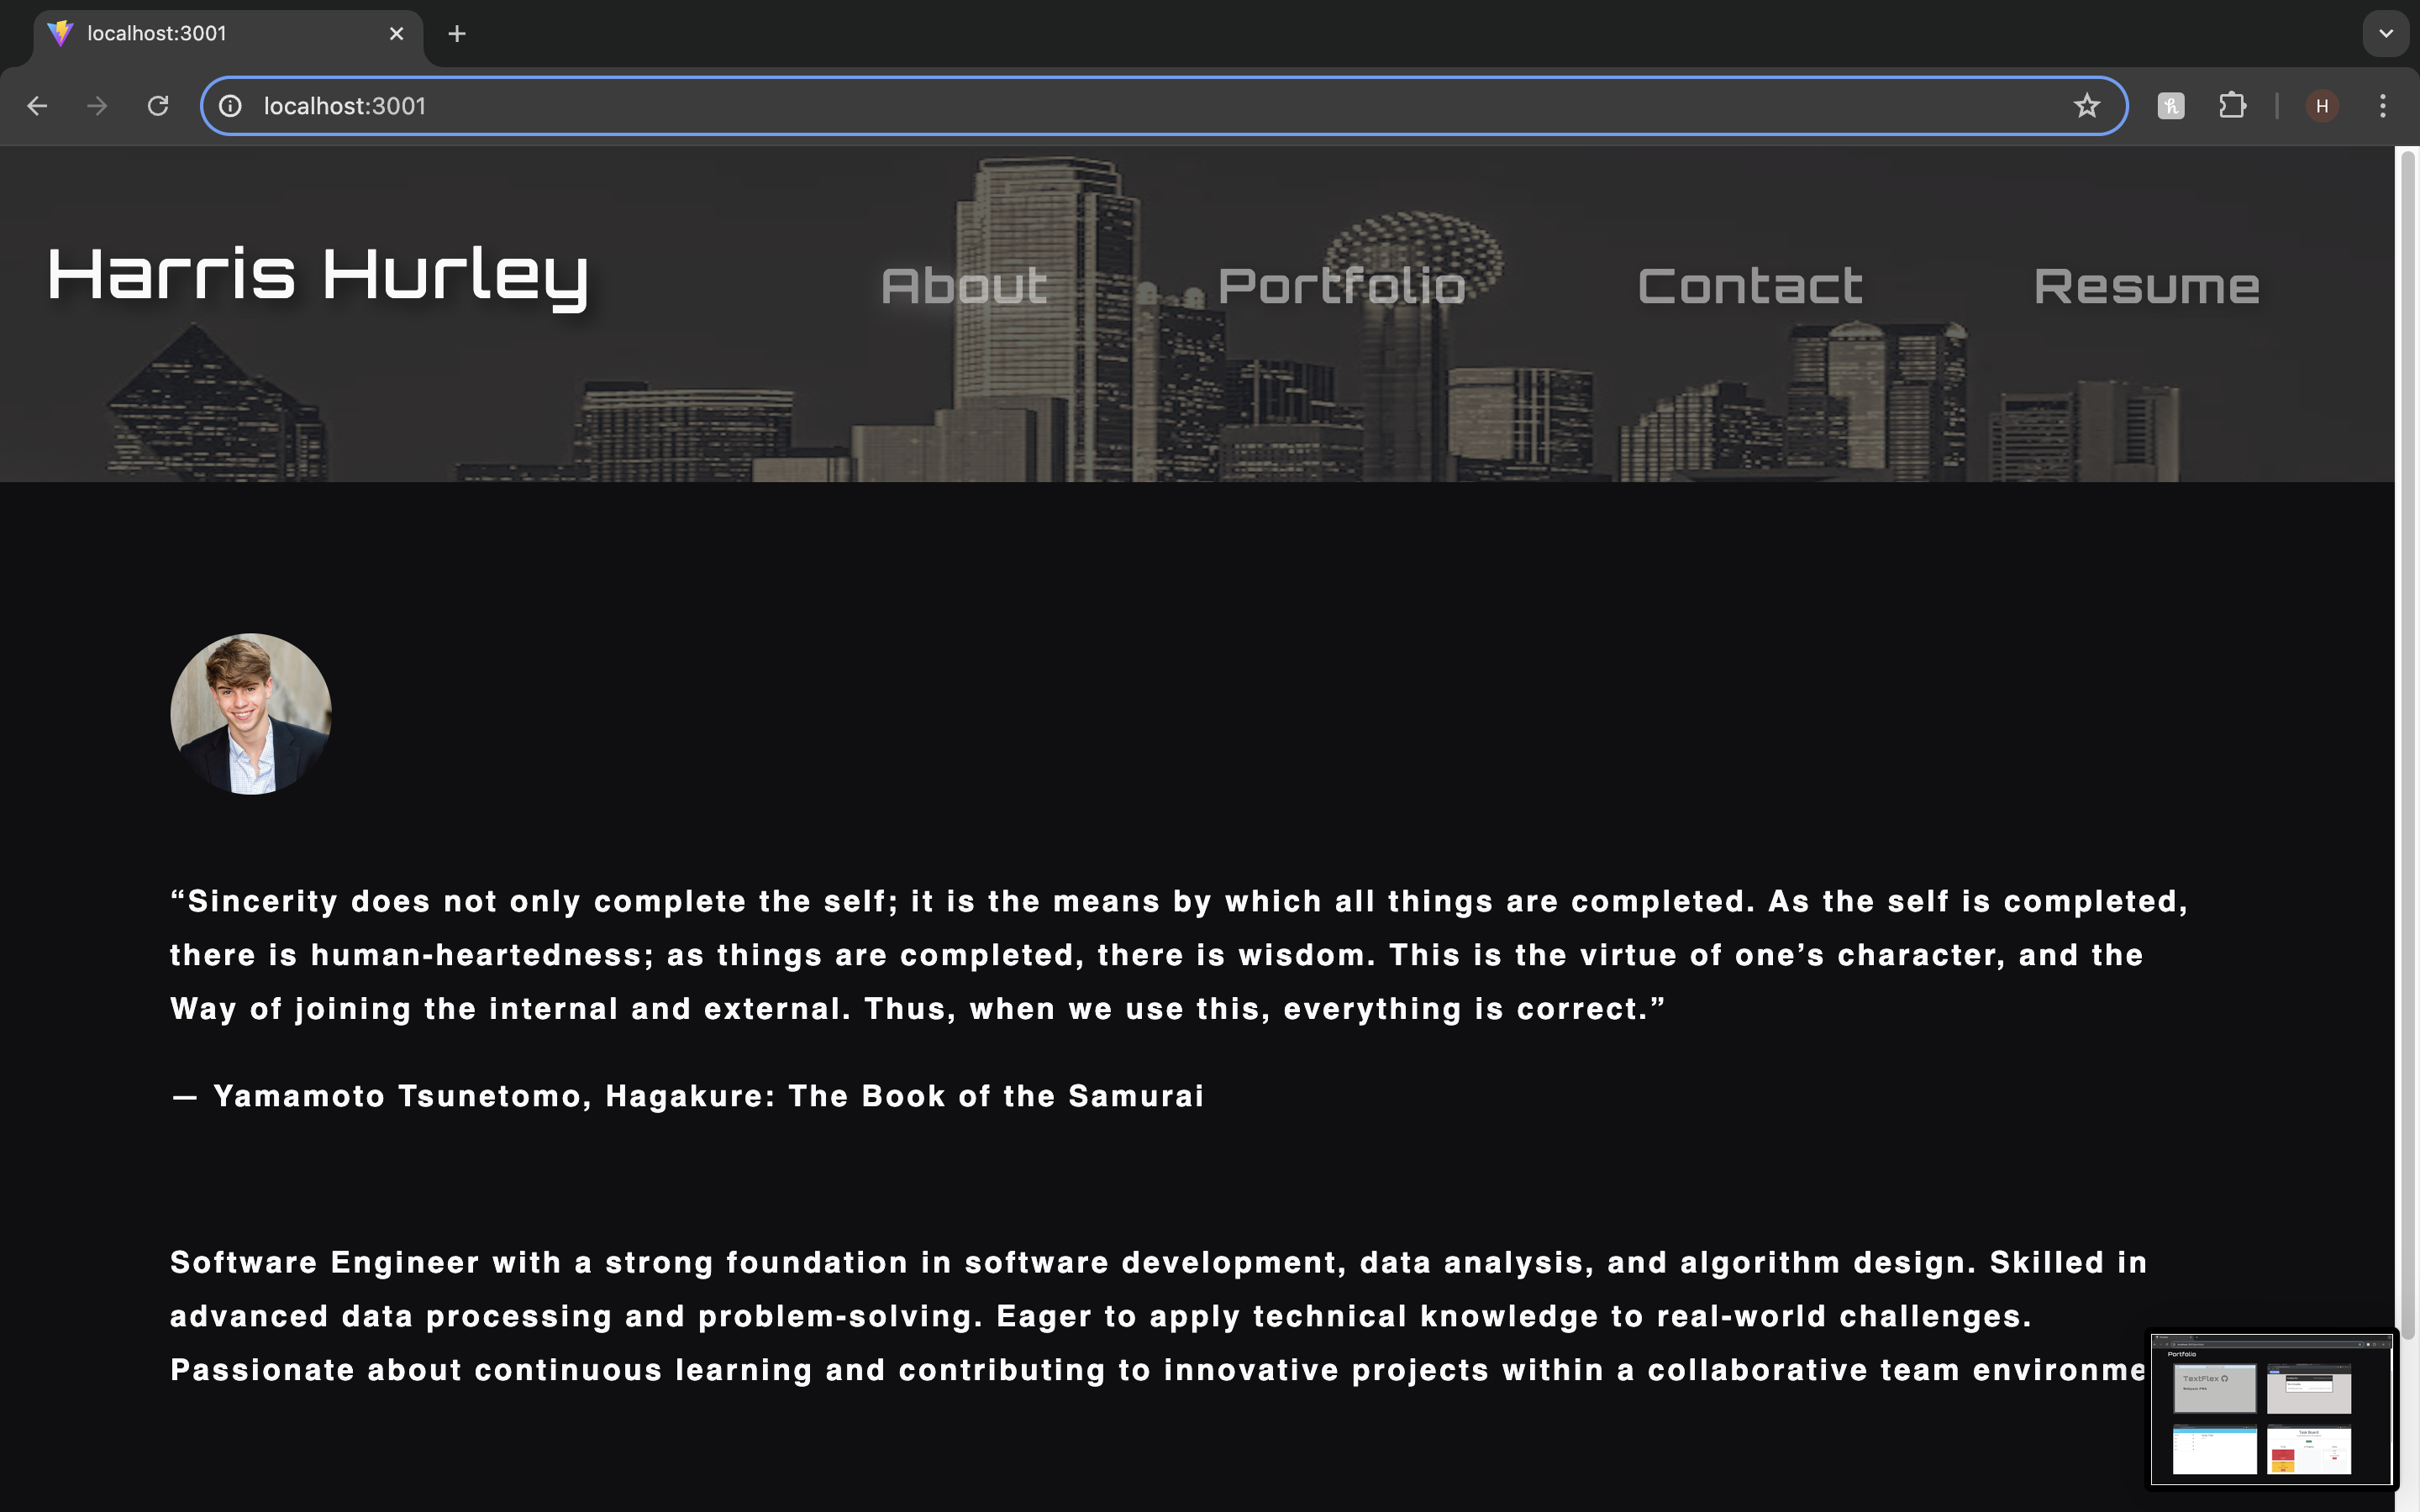 localhost:3001
localhost:3001
H
Harris Hurley
About
Portfolio
Contact
Resume
“Sincerity does not only complete the self; it is the means by which all things are completed. As the self is completed,
there is human-heartedness; as things are completed, there is wisdom. This is the virtue of one’s character, and the
Way of joining the internal and external. Thus, when we use this, everything is correct.”
— Yamamoto Tsunetomo, Hagakure: The Book of the Samurai
Software Engineer with a strong foundation in software development, data analysis, and algorithm design. Skilled in
advanced data processing and problem-solving. Eager to apply technical knowledge to real-world challenges.
Passionate about continuous learning and contributing to innovative projects within a collaborative team environme
Portfolio
TextFlex
Task Board